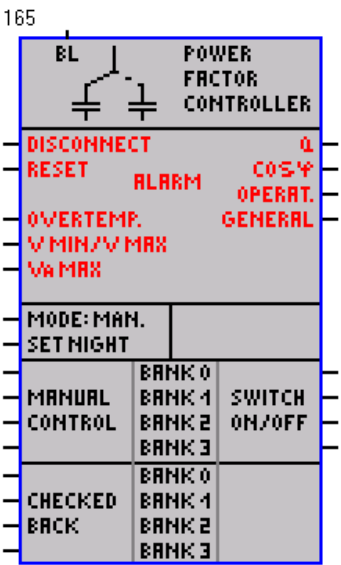 165
BL POWER
FACTOR
CONTROLLER
DISCONNECT Q
RESET COS.φ
ALARM
OPERAT.
OVERTEMP. GENERAL
V MIN/V MAX
VA MAX
MODE: MAN.
SET NIGHT
BANK 0
MANUAL BANK 1 SWITCH
CONTROL BANK 2 ON/OFF
BANK 3
BANK 0
CHECKED BANK 1
BACK BANK 2
BANK 3